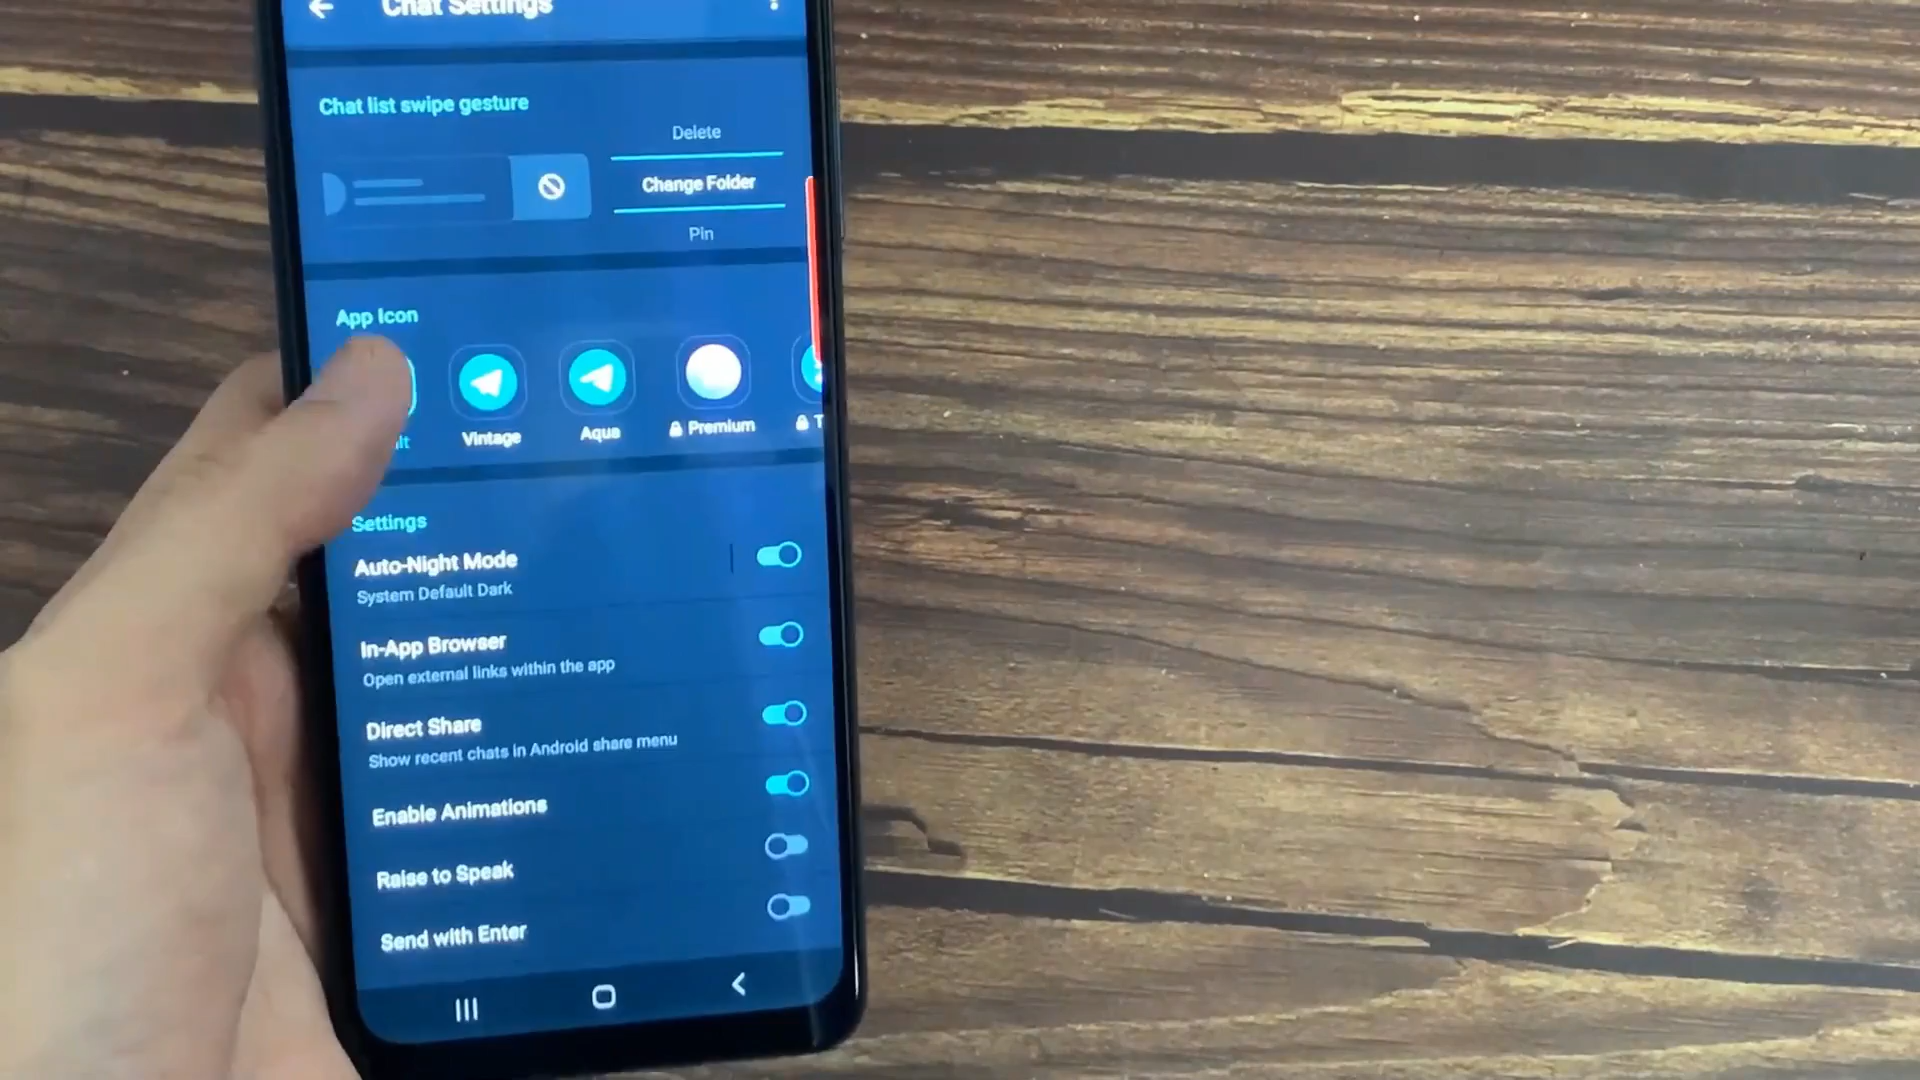 Chat Settings
Chat list swipe gesture
Delete
Change Folder
Pin
App Icon
Vintage
Aqua
Premium
Settings
Auto-Night Mode
System Default Dark
In-App Browser
Open external links within the app
Direct Share
Show recent chats in Android share menu
Enable Animations
Raise to Speak
Send with Enter